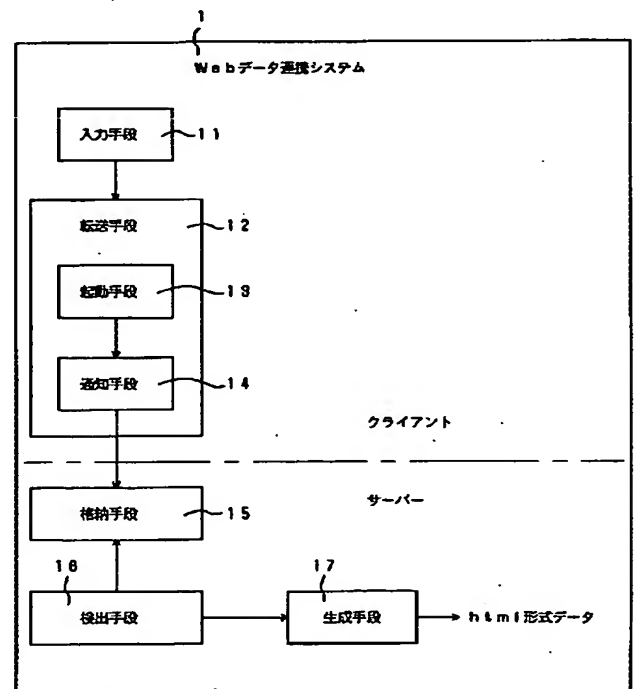 1
Webデータ連携システム
入力手段 11
転送手段 12
起動手段 13
通知手段 14
クライアント
サーバー
格納手段 15
16
検出手段
17
生成手段
html形式データ